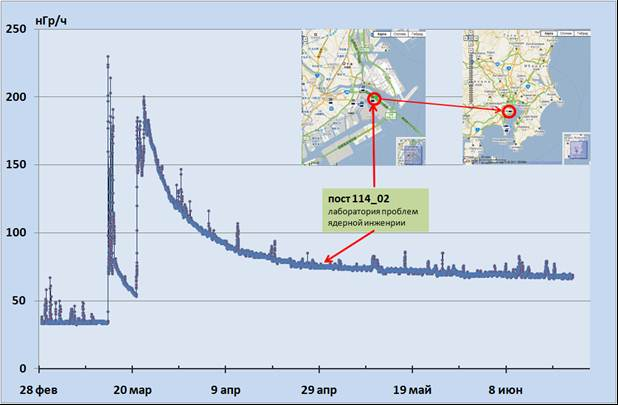 нГр/ч
250
200
150
100
50
0
28 фев
20 мар
9 апр
29 апр
19 май
8 июн
пост 114_02
лаборатория проблем
ядерной инженрии